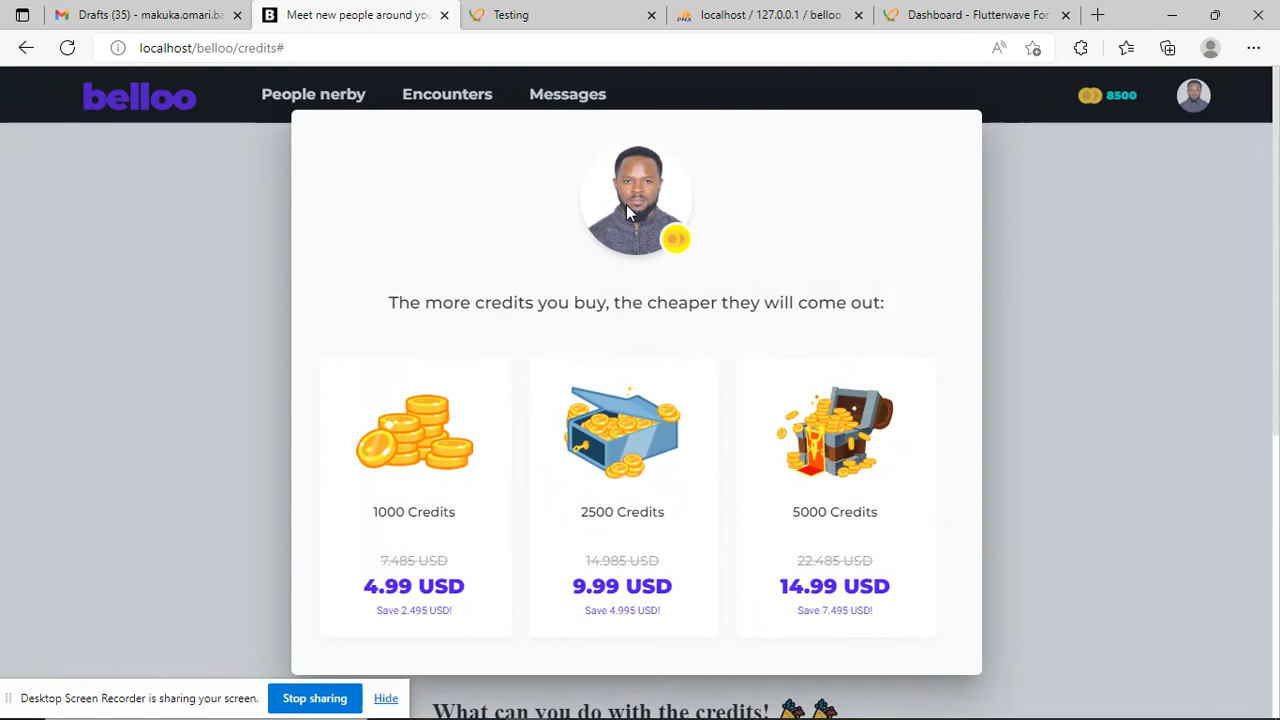 Drafts (35) - makuka.omari.ba
Meet new people around you
Testing
localhost / 127.0.0.1 / belloo
Dashboard - Flutterwave For
localhost/belloo/credits#
belloo
People nerby
Encounters
Messages
8500
The more credits you buy, the cheaper they will come out:
1000 Credits
2500 Credits
5000 Credits
7.485 USD
14.985 USD
22.485 USD
4.99 USD
9.99 USD
14.99 USD
Save 2.495 USD!
Save 4.995 USD!
Save 7.495 USD!
Desktop Screen Recorder is sharing your screen.
Stop sharing
Hide
What can you do with the credits!